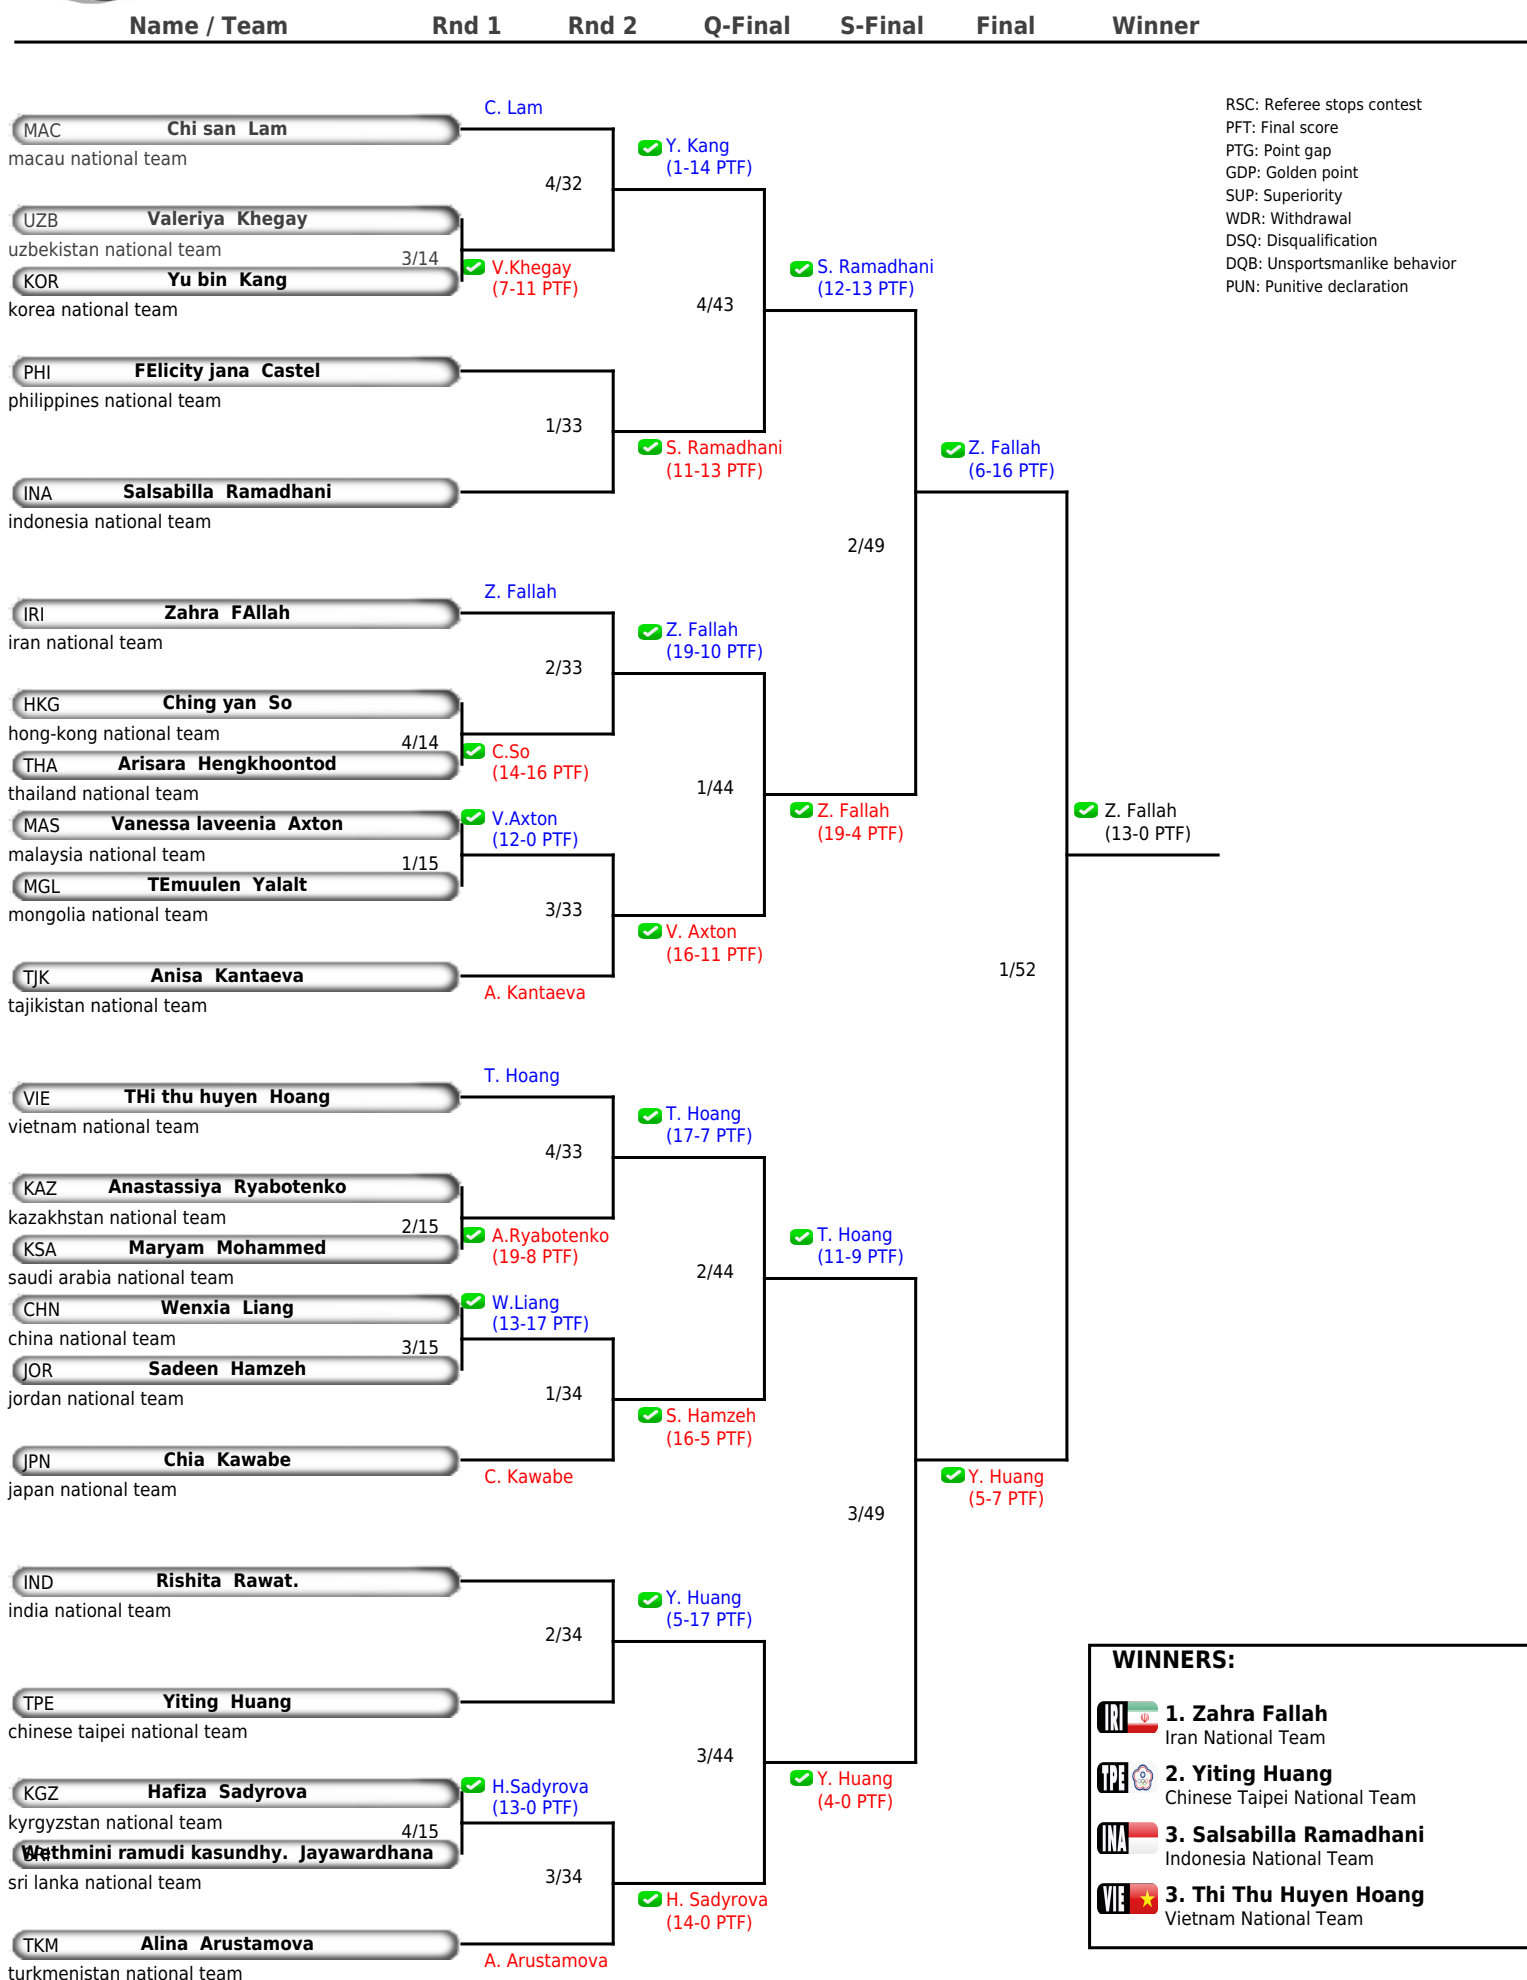 Name / Team Rnd 1 Rnd 2 Q-Final S-Final Final Winner
RSC: Referee stops contest
PFT: Final score
PTG: Point gap
GDP: Golden point
SUP: Superiority
WDR: Withdrawal
DSQ: Disqualification
DQB: Unsportsmanlike behavior
PUN: Punitive declaration
C. Lam
MAC Chi san Lam
macau national team
Y. Kang
(1-14 PTF)
4/32
UZB Valeriya Khegay
uzbekistan national team
3/14
V.Khegay
(7-11 PTF)
KOR Yu bin Kang
korea national team
S. Ramadhani
(12-13 PTF)
4/43
PHI FElicity jana Castel
philippines national team
1/33
S. Ramadhani
(11-13 PTF)
Z. Fallah
(6-16 PTF)
INA Salsabilla Ramadhani
indonesia national team
2/49
Z. Fallah
IRI Zahra FAllah
iran national team
Z. Fallah
(19-10 PTF)
2/33
HKG Ching yan So
hong-kong national team
4/14
C.So
(14-16 PTF)
THA Arisara Hengkhoontod
thailand national team
1/44
MAS Vanessa laveenia Axton
malaysia national team
V.Axton
(12-0 PTF)
1/15
Z. Fallah
(19-4 PTF)
Z. Fallah
(13-0 PTF)
MGL TEmuulen Yalalt
mongolia national team
3/33
V. Axton
(16-11 PTF)
1/52
TJK Anisa Kantaeva
tajikistan national team
A. Kantaeva
T. Hoang
VIE THi thu huyen Hoang
vietnam national team
T. Hoang
(17-7 PTF)
4/33
KAZ Anastassiya Ryabotenko
kazakhstan national team
2/15
A.Ryabotenko
(19-8 PTF)
KSA Maryam Mohammed
saudi arabia national team
T. Hoang
(11-9 PTF)
2/44
CHN Wenxia Liang
china national team
W.Liang
(13-17 PTF)
3/15
JOR Sadeen Hamzeh
jordan national team
1/34
S. Hamzeh
(16-5 PTF)
JPN Chia Kawabe
japan national team
C. Kawabe
Y. Huang
(5-7 PTF)
3/49
IND Rishita Rawat.
india national team
Y. Huang
(5-17 PTF)
2/34
TPE Yiting Huang
chinese taipei national team
3/44
Y. Huang
(4-0 PTF)
KGZ Hafiza Sadyrova
kyrgyzstan national team
H.Sadyrova
(13-0 PTF)
4/15
SRI Wethmini ramudi kasundhy. Jayawardhana
sri lanka national team
3/34
H. Sadyrova
(14-0 PTF)
TKM Alina Arustamova
turkmenistan national team
A. Arustamova
WINNERS:
IRI 1. Zahra Fallah
Iran National Team
TPE 2. Yiting Huang
Chinese Taipei National Team
INA 3. Salsabilla Ramadhani
Indonesia National Team
VIE 3. Thi Thu Huyen Hoang
Vietnam National Team